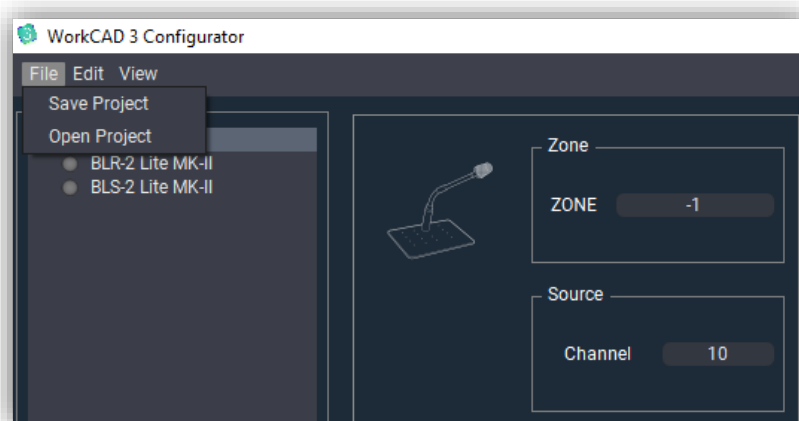 WorkCAD 3 Configurator
File Edit View
Save Project
Open Project
BLR-2 Lite MK-II
BLS-2 Lite MK-II
Zone
ZONE -1
Source
Channel 10